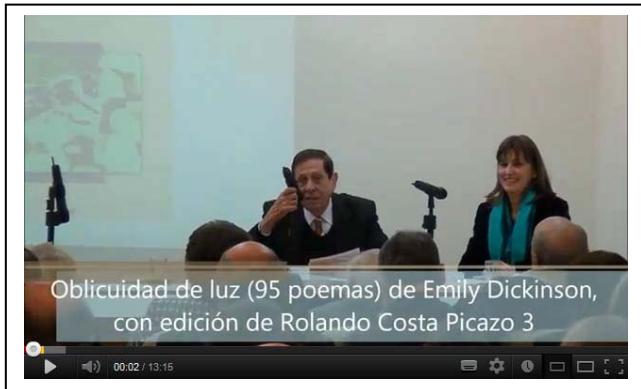 Oblicuidad de luz (95 poemas) de Emily Dickinson,
con edición de Rolando Costa Picazo 3
00:02 / 13:15